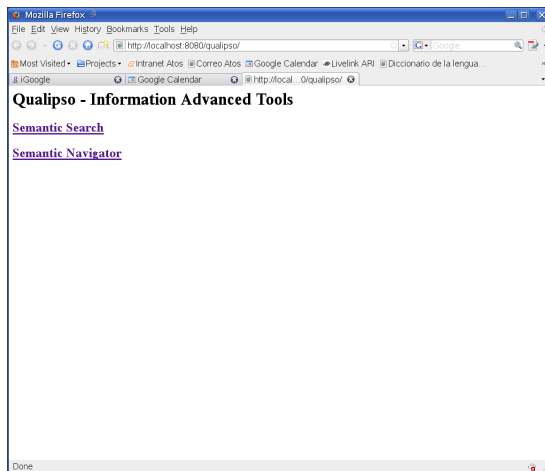 Mozilla Firefox
File Edit View History Bookmarks Tools Help
http://localhost:8080/qualipso/
Google
Most Visited Projects Intranet Atos Correo Atos Google Calendar Livelink ARI Diccionario de la lengua...
iGoogle Google Calendar http://local...0/qualipso/
Qualipso - Information Advanced Tools
Semantic Search
Semantic Navigator
Done